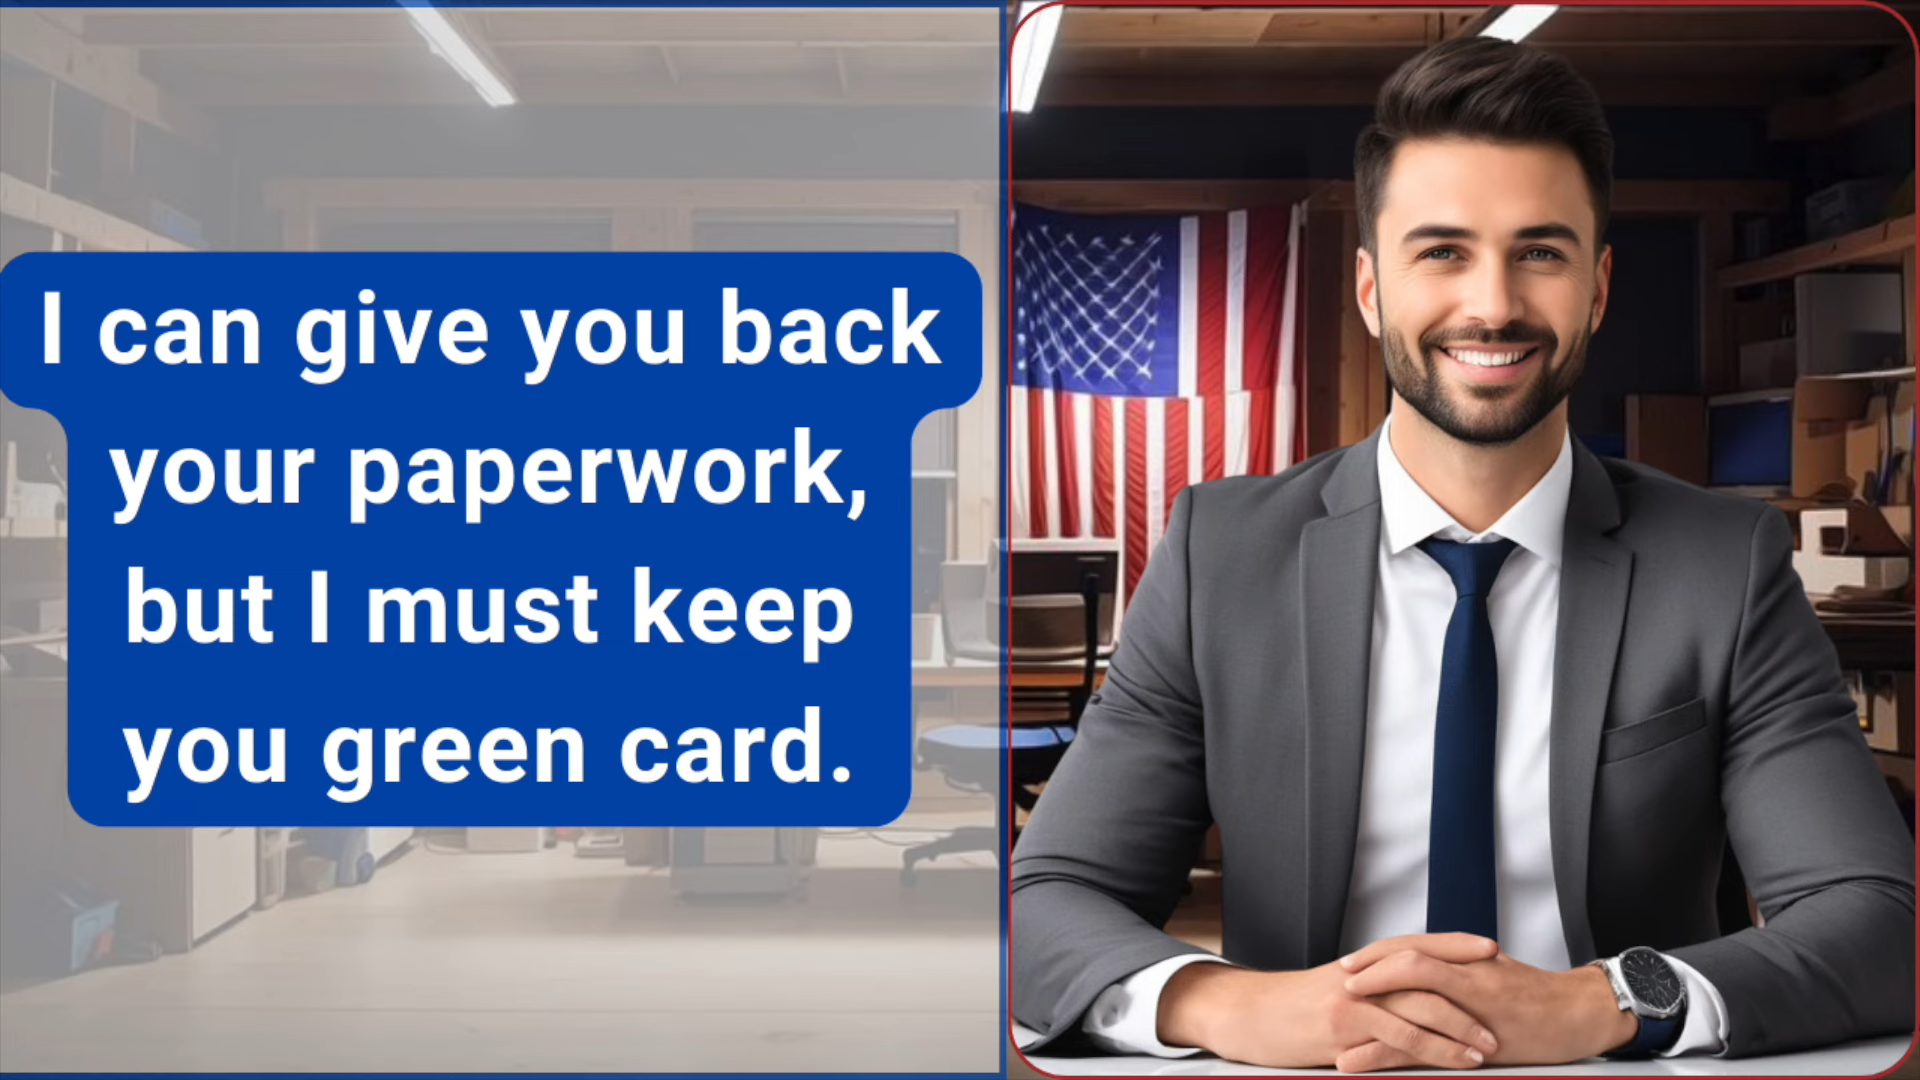 I can give you back
your paperwork,
but I must keep
you green card.